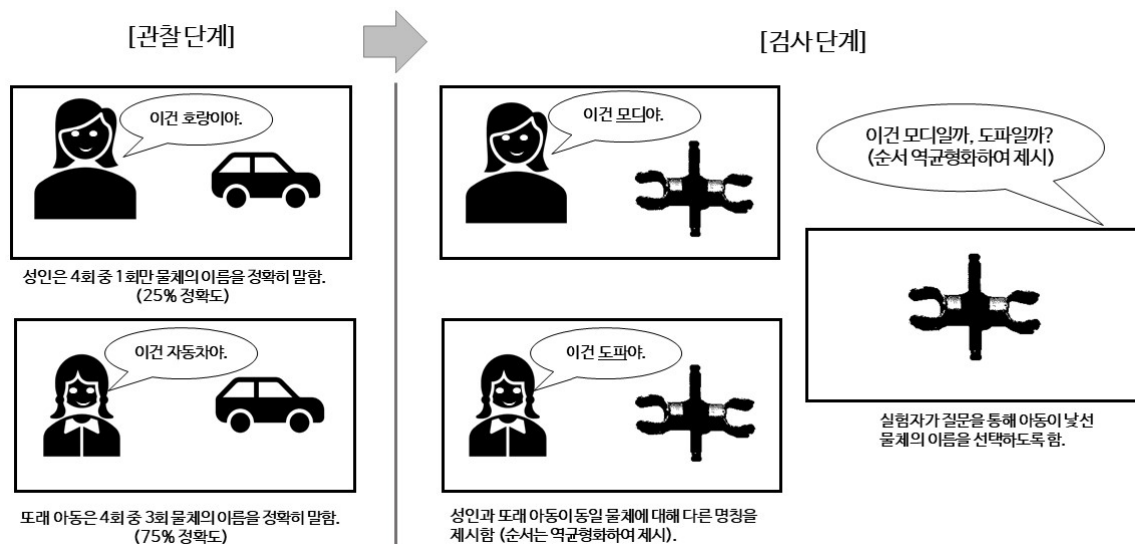 [관찰 단계]
[검사 단계]
이건 호랑이야.
성인은 4회 중 1회만 물체의 이름을 정확히 말함.
(25% 정확도)
이건 자동차야.
또래 아동은 4회 중 3회 물체의 이름을 정확히 말함.
(75% 정확도)
이건 모디야.
이건 도파야.
성인과 또래 아동이 동일 물체에 대해 다른 명칭을
제시함 (순서는 역균형화하여 제시).
이건 모디일까, 도파일까?
(순서 역균형화하여 제시)
실험자가 질문을 통해 아동이 낯선
물체의 이름을 선택하도록 함.